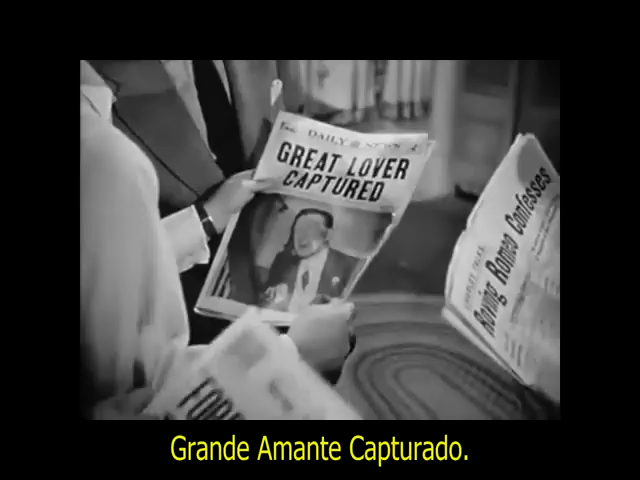 DAILY NEWS
GREAT LOVER
CAPTURED
Roving Romeo Confesses
Grande Amante Capturado.